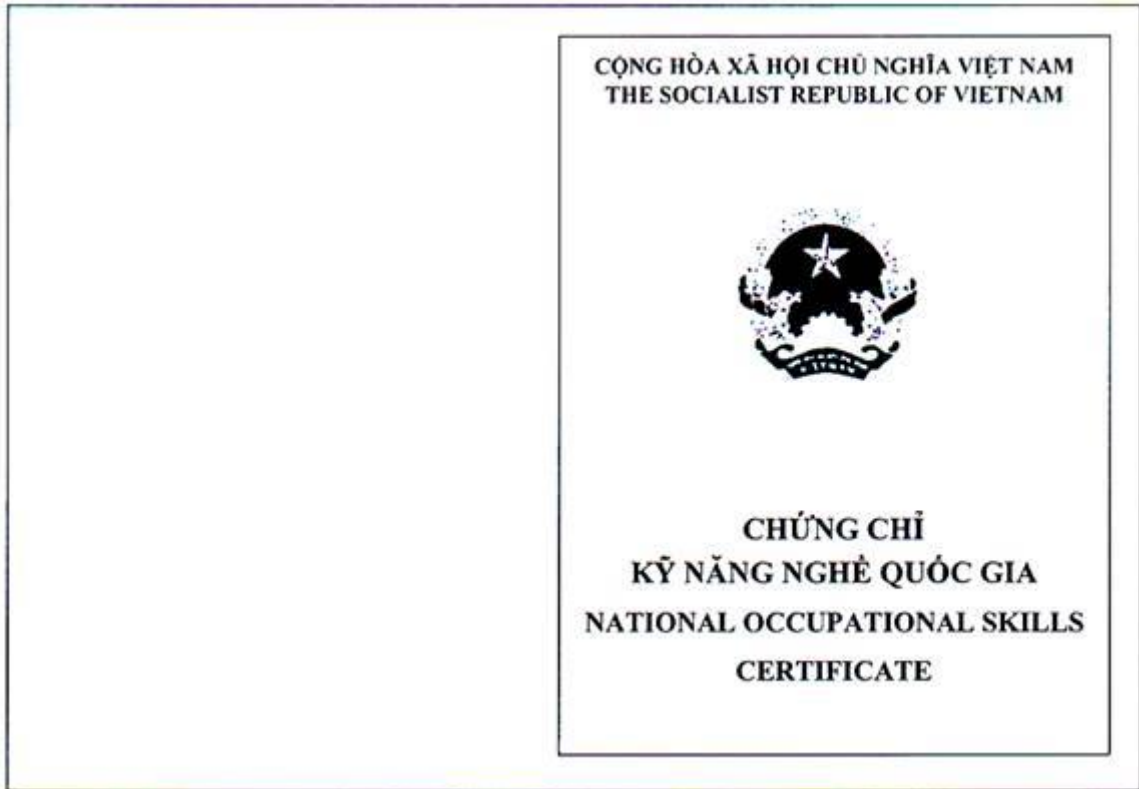 CỘNG HÒA XÃ HỘI CHỦ NGHĨA VIỆT NAM
THE SOCIALIST REPUBLIC OF VIETNAM
CHỨNG CHỈ
KỸ NĂNG NGHỀ QUỐC GIA
NATIONAL OCCUPATIONAL SKILLS
CERTIFICATE